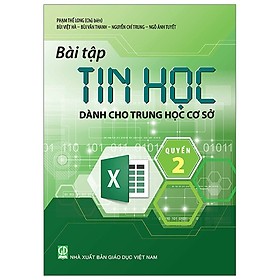 PHẠM THẾ LONG (Chủ biên)
BÙI VIỆT HÀ – BÙI VĂN THANH – NGUYỄN CHÍ TRUNG – NGÔ ÁNH TUYẾT
Bài tập
TIN HỌC
DÀNH CHO TRUNG HỌC CƠ SỞ
QUYỂN
2
X
NHÀ XUẤT BẢN GIÁO DỤC VIỆT NAM